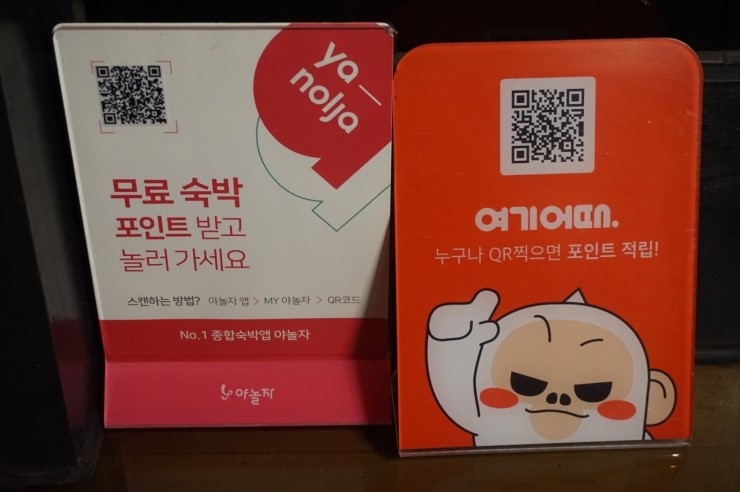 ya_
nolja
무료 숙박
포인트 받고
놀러 가세요
스캔하는 방법? 야놀자 앱 > MY 야놀자 > QR코드
No.1 종합숙박앱 야놀자
야놀자
여기어때.
누구나 QR찍으면 포인트 적립!